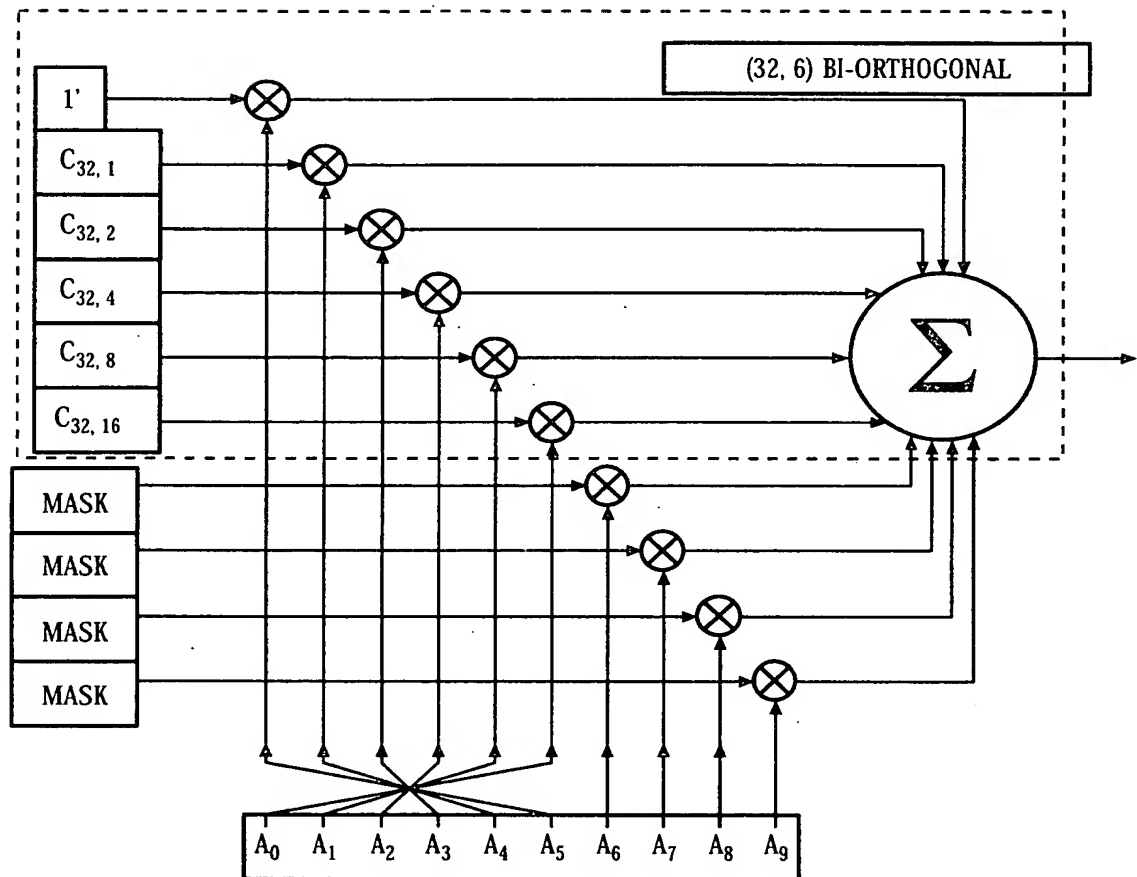 (32, 6) BI-ORTHOGONAL
1'
C32, 1
C32, 2
C32, 4
C32, 8
C32, 16
Σ
MASK
MASK
MASK
MASK
A0 A1 A2 A3 A4 A5 A6 A7 A8 A9